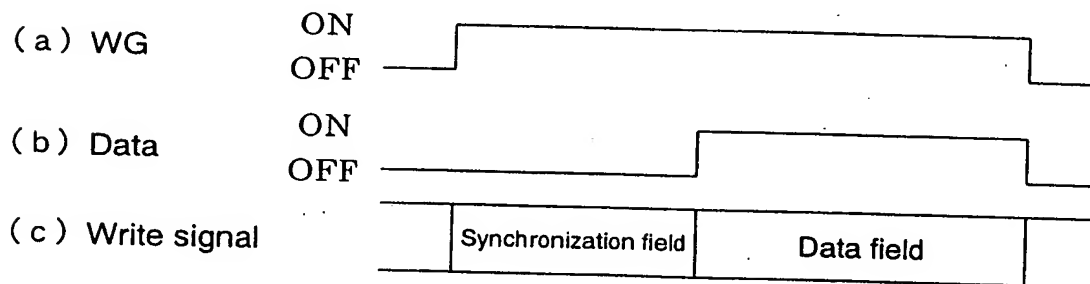 (a) WG ON
OFF
(b) Data ON
OFF
(c) Write signal Synchronization field Data field